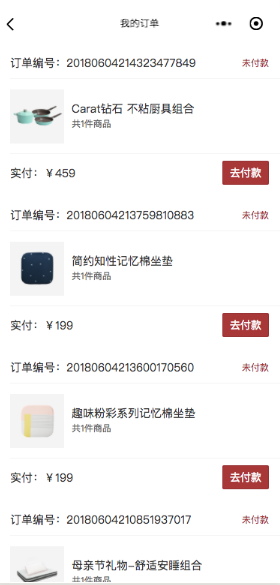 我的订单
订单编号：20180604214323477849 未付款
Carat钻石 不粘厨具组合
共1件商品
实付：￥459 去付款
订单编号：20180604213759810883 未付款
简约知性记忆棉坐垫
共1件商品
实付：￥199 去付款
订单编号：20180604213600170560 未付款
趣味粉彩系列记忆棉坐垫
共1件商品
实付：￥199 去付款
订单编号：20180604210851937017 未付款
母亲节礼物-舒适安睡组合
共1件商品